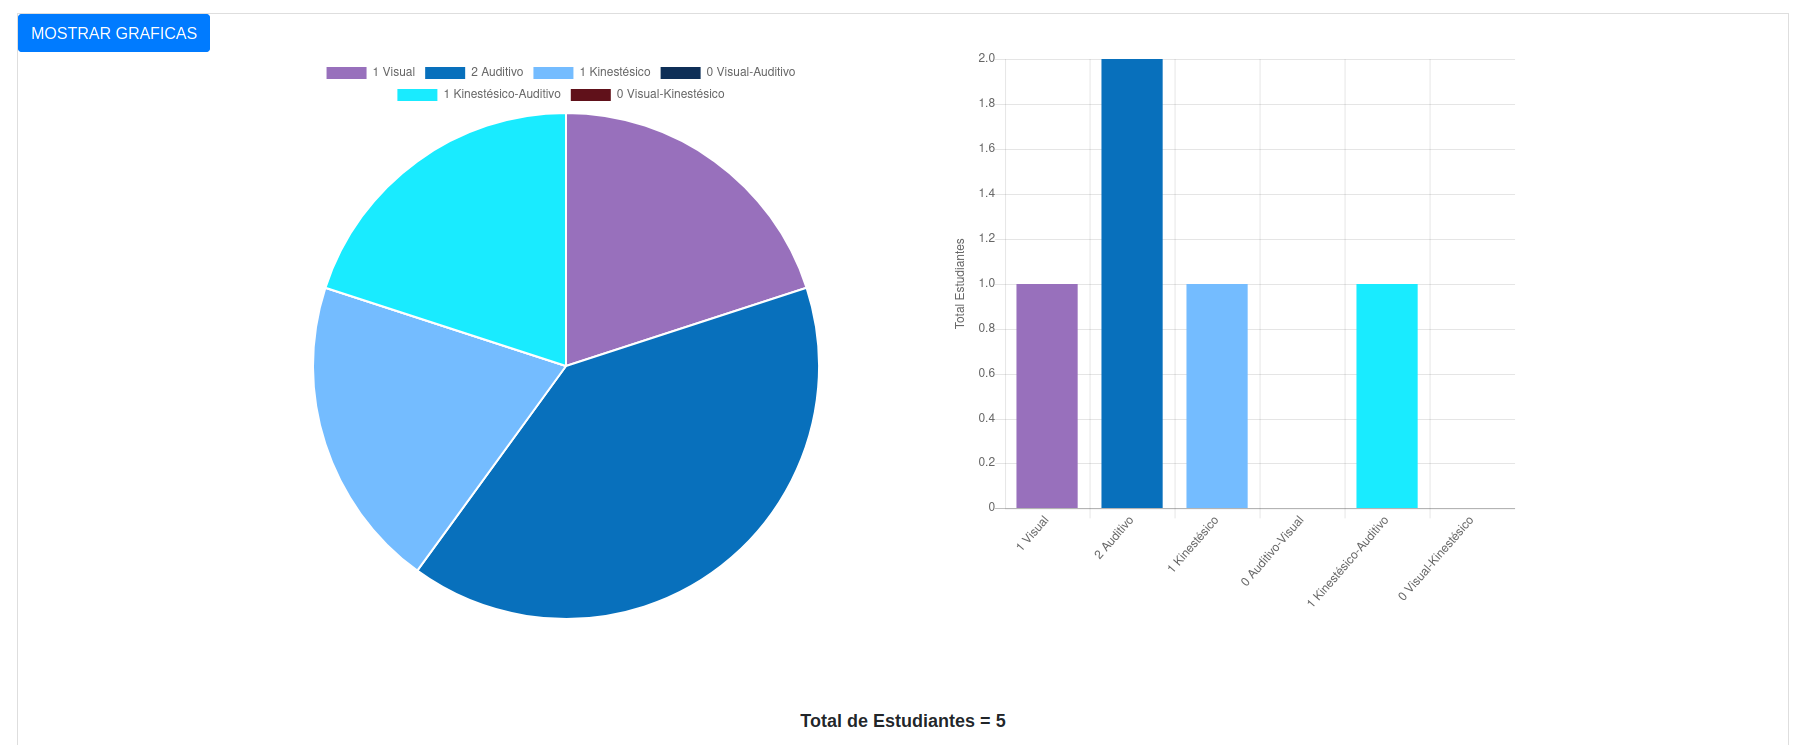 MOSTRAR GRAFICAS
1 Visual 2 Auditivo 1 Kinestésico 0 Visual-Auditivo
1 Kinestésico-Auditivo 0 Visual-Kinestésico
2.0
1.8
1.6
1.4
1.2
1.0
0.8
0.6
0.4
0.2
0
Total Estudiantes
1 Visual
2 Auditivo
1 Kinestésico
0 Auditivo-Visual
1 Kinestésico-Auditivo
0 Visual-Kinestésico
Total de Estudiantes = 5